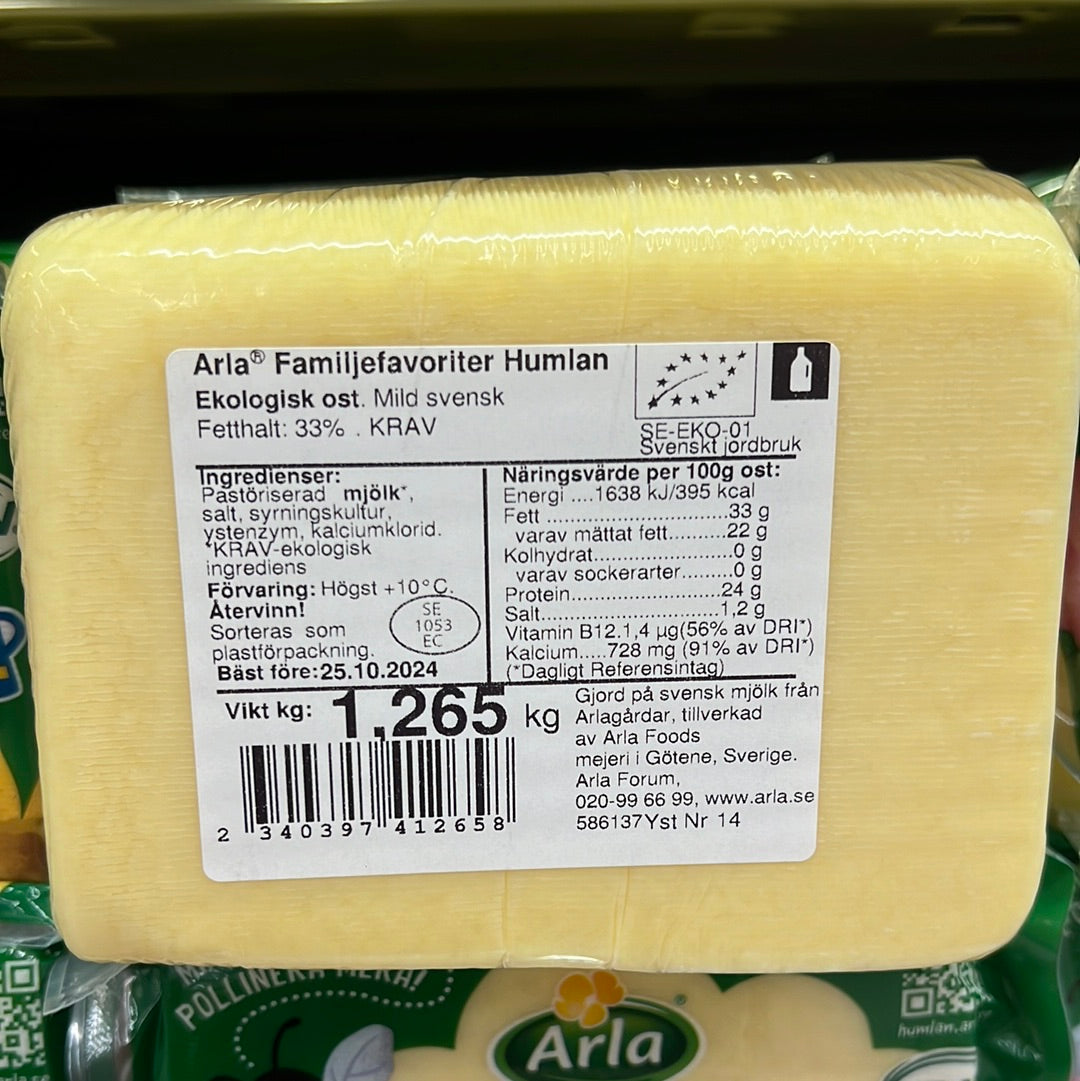 Arla® Familjefavoriter Humlan
Ekologisk ost. Mild svensk
Fetthalt: 33% . KRAV
SE-EKO-01
Svenskt jordbruk
Ingredienser:
Pastöriserad mjölk*,
salt, syrningskultur,
ystenzym, kalciumklorid.
*KRAV-ekologisk
ingrediens
Förvaring: Högst +10°C.
Återvinn!
Sorteras som
plastförpackning.
Bäst före:25.10.2024
SE
1053
EC
Näringsvärde per 100g ost:
Energi ....1638 kJ/395 kcal
Fett ................................33 g
varav mättat fett..........22 g
Kolhydrat.........................0 g
varav sockerarter.........0 g
Protein...........................24 g
Salt...............................1,2 g
Vitamin B12.1,4 µg(56% av DRI*)
Kalcium.....728 mg (91% av DRI*)
(*Dagligt Referensintag)
Vikt kg: 1,265 kg
2 340397 412658
Gjord på svensk mjölk från
Arlagårdar, tillverkad
av Arla Foods
mejeri i Götene, Sverige.
Arla Forum,
020-99 66 99, www.arla.se
586137Yst Nr 14
POLLINERA MERA!
Arla®